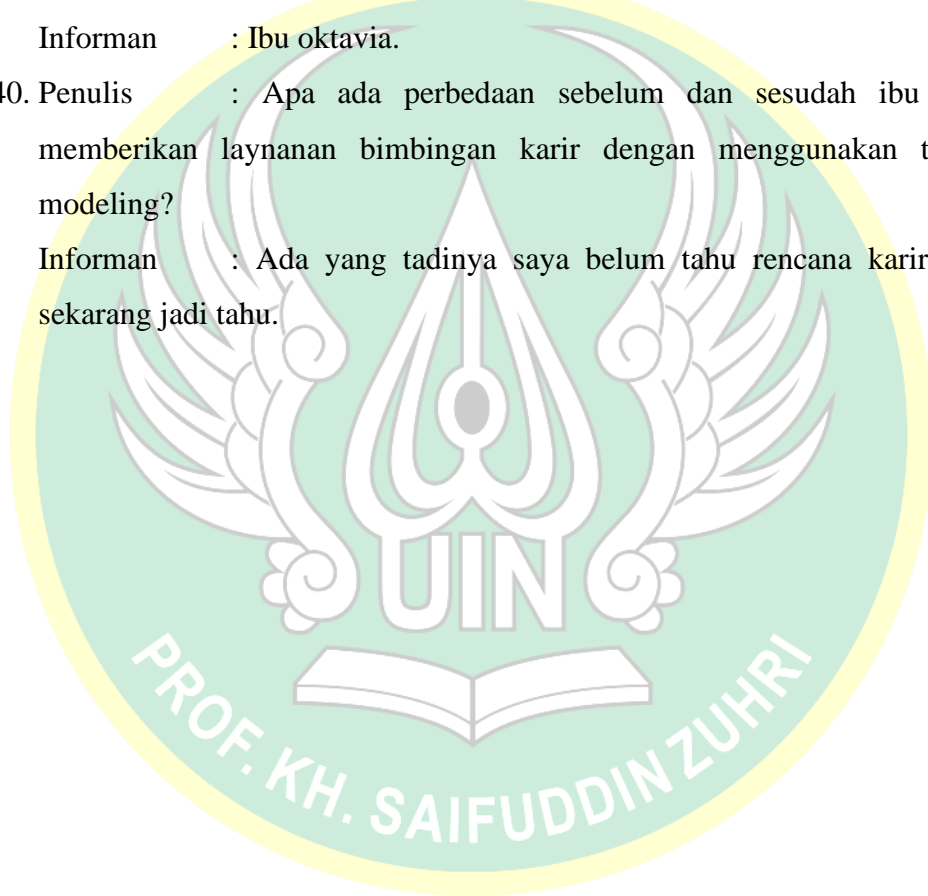 Informan : Ibu oktavia.
40. Penulis : Apa ada perbedaan sebelum dan sesudah ibu
memberikan laynanan bimbingan karir dengan menggunakan
modeling?
Informan : Ada yang tadinya saya belum tahu rencana karir
sekarang jadi tahu.
UIN
PROF. KH. SAIFUDDIN ZUHRI